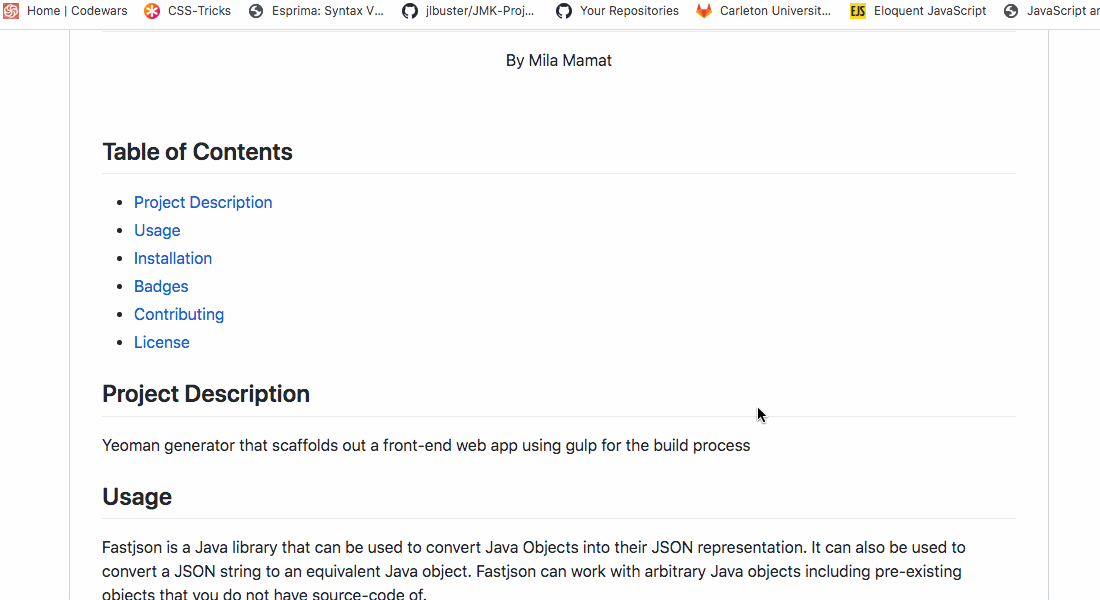 Home | Codewars CSS-Tricks Esprima: Syntax V... jlbuster/JMK-Proj... Your Repositories Carleton Universit... EJS Eloquent JavaScript JavaScript ar
By Mila Mamat
Table of Contents
Project Description
Usage
Installation
Badges
Contributing
License
Project Description
Yeoman generator that scaffolds out a front-end web app using gulp for the build process
Usage
Fastjson is a Java library that can be used to convert Java Objects into their JSON representation. It can also be used to
convert a JSON string to an equivalent Java object. Fastjson can work with arbitrary Java objects including pre-existing
objects that you do not have source-code of.